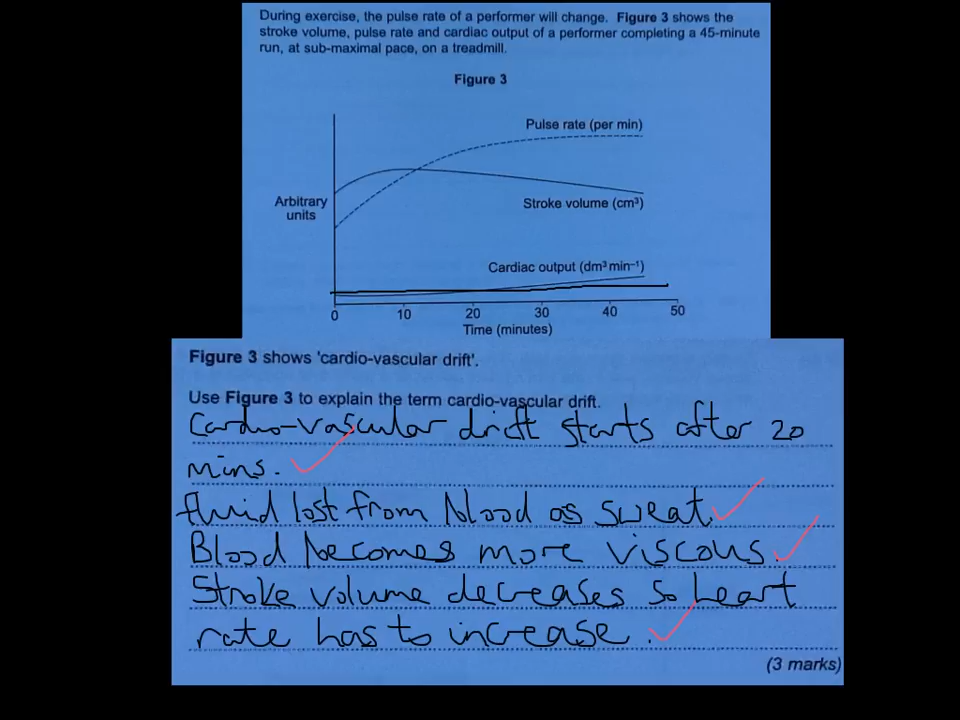 During exercise, the pulse rate of a performer will change. Figure 3 shows the
stroke volume, pulse rate and cardiac output of a performer completing a 45-minute
run, at sub-maximal pace, on a treadmill.
Figure 3
Pulse rate (per min)
Arbitrary
units
Stroke volume (cm³)
Cardiac output (dm³ min⁻¹)
0 10 20 30 40 50
Time (minutes)
Figure 3 shows 'cardio-vascular drift'.
Use Figure 3 to explain the term cardio-vascular drift.
Cardio-vascular drift starts after 20
mins.
fluid lost from blood as sweat.
Blood becomes more viscous.
Stroke volume decreases so heart
rate has to increase.
(3 marks)